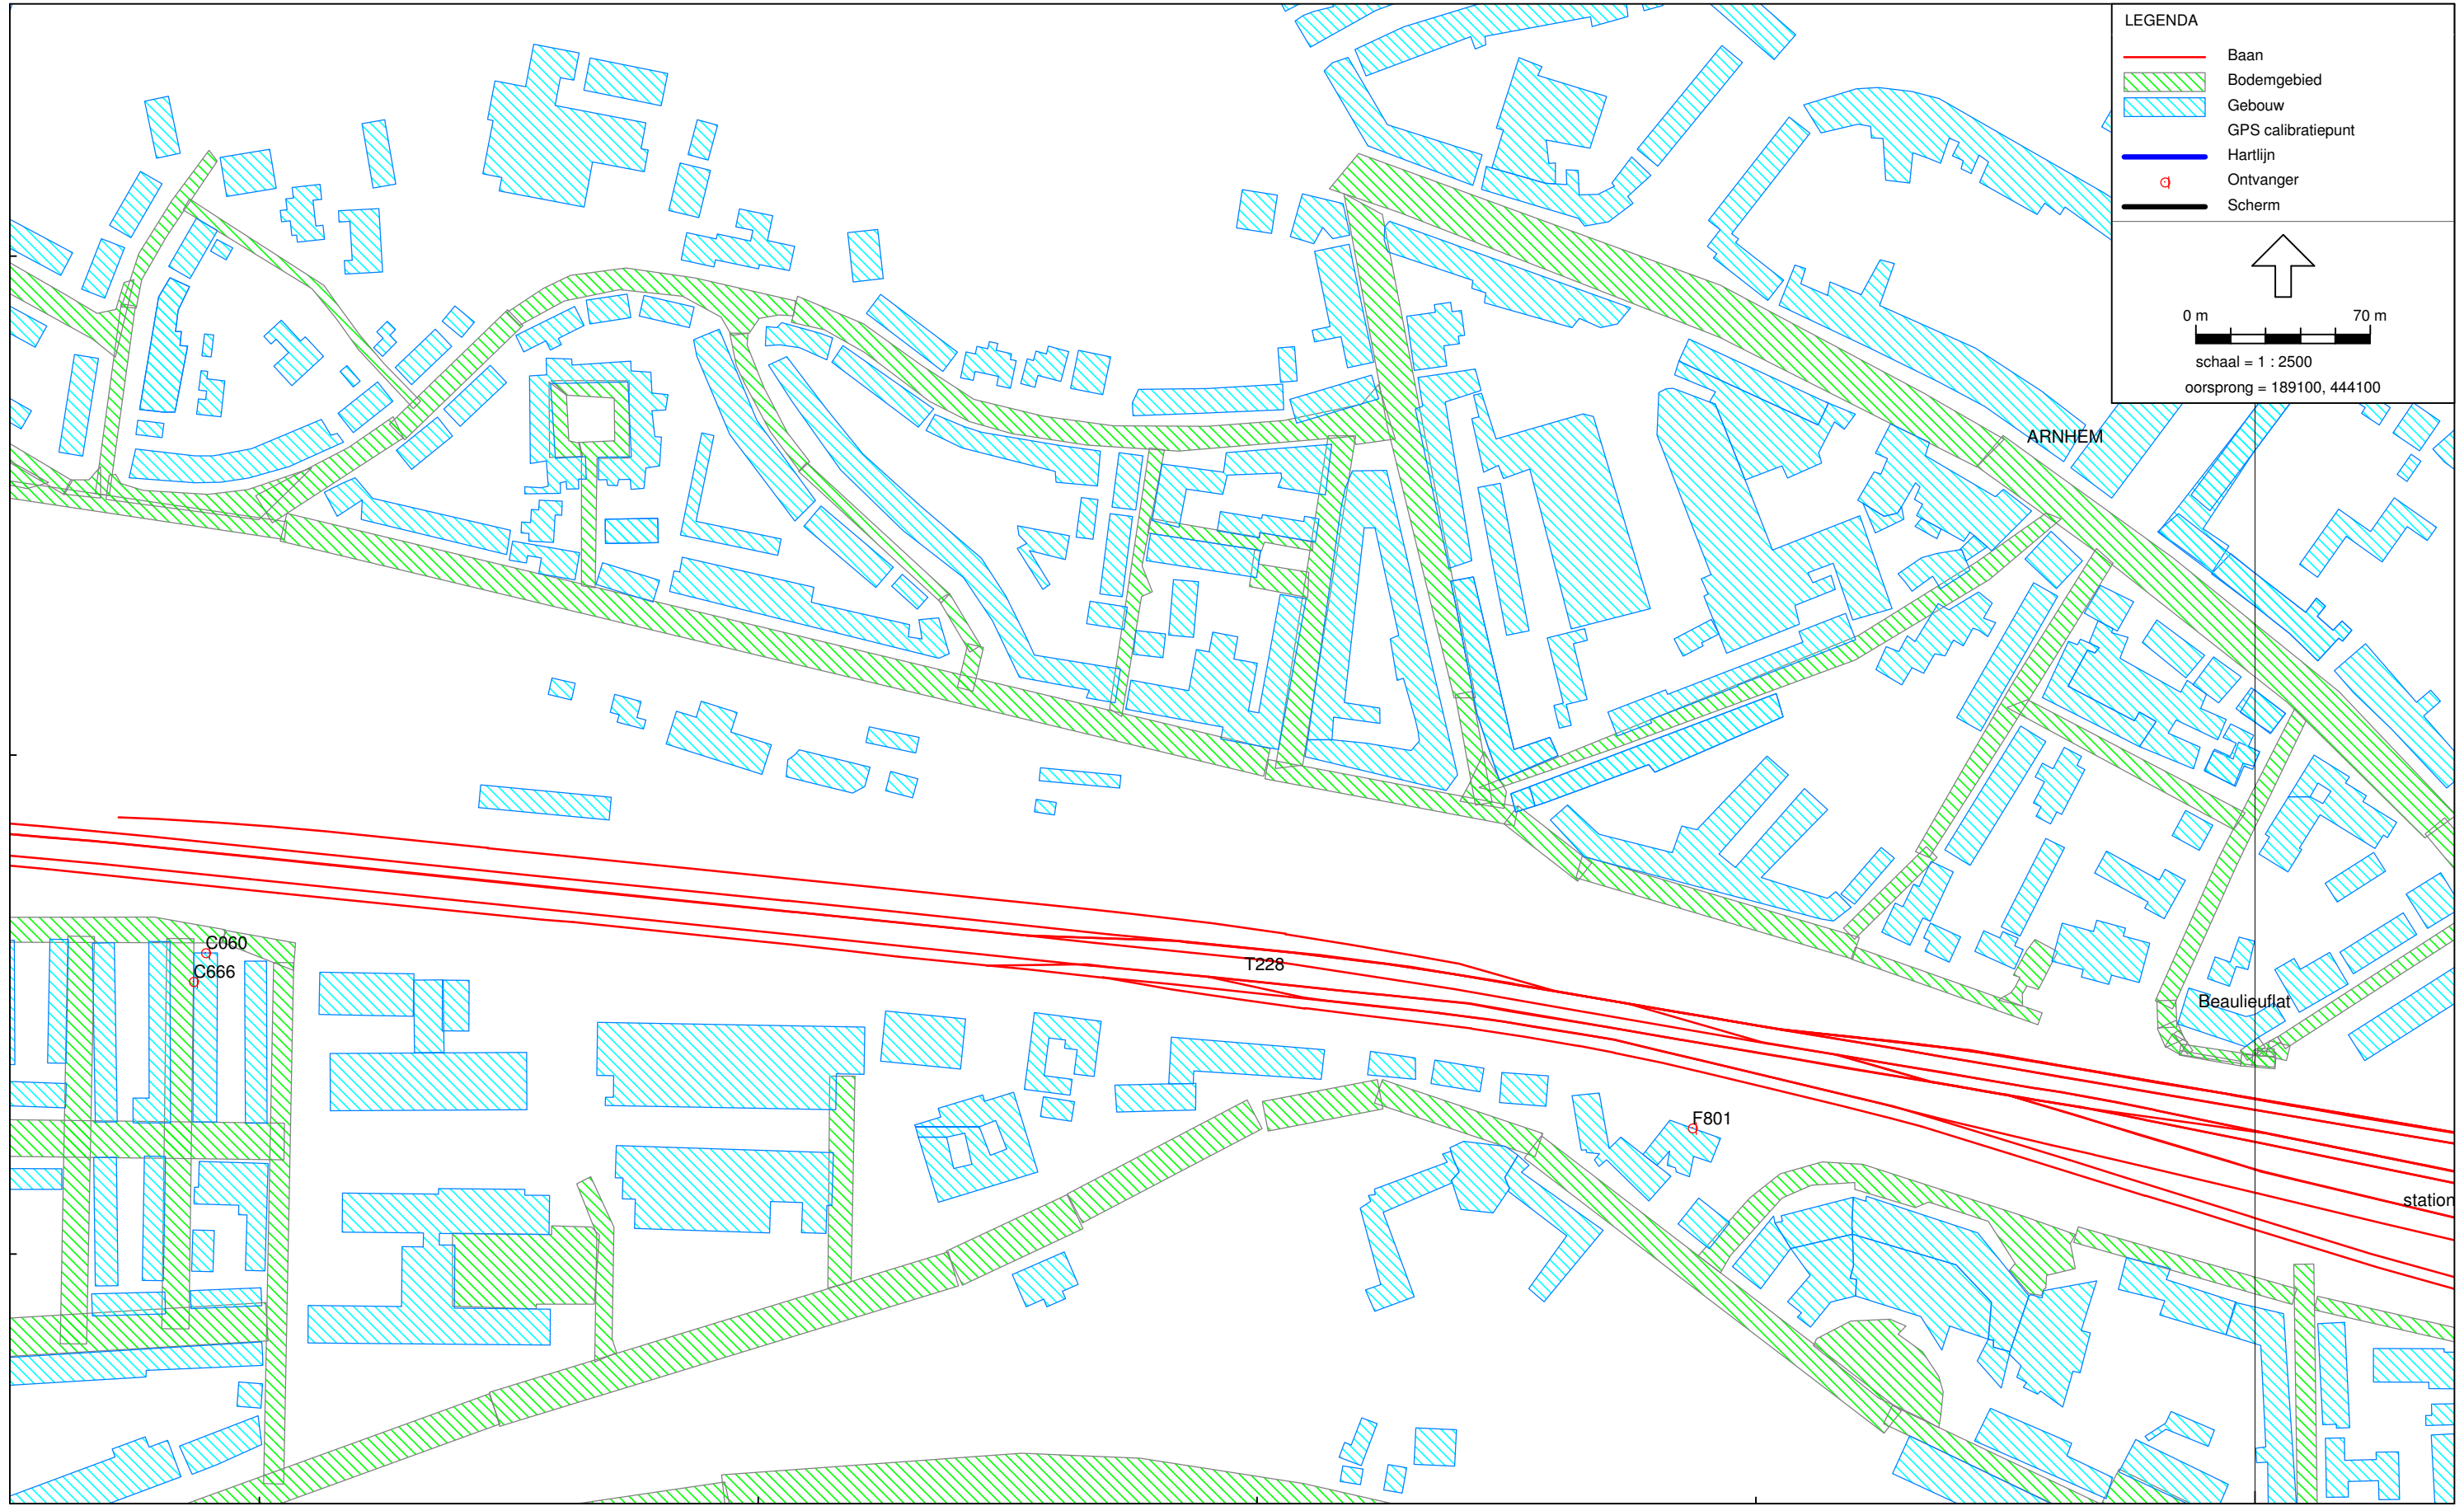 LEGENDA
Baan
Bodemgebied
Gebouw
GPS calibratiepunt
Hartlijn
Ontvanger
Scherm
0 m 70 m
schaal = 1 : 2500
oorsprong = 189100, 444100
ARNHEM
C060
T228
C666
Beaulieuflat
F801
station